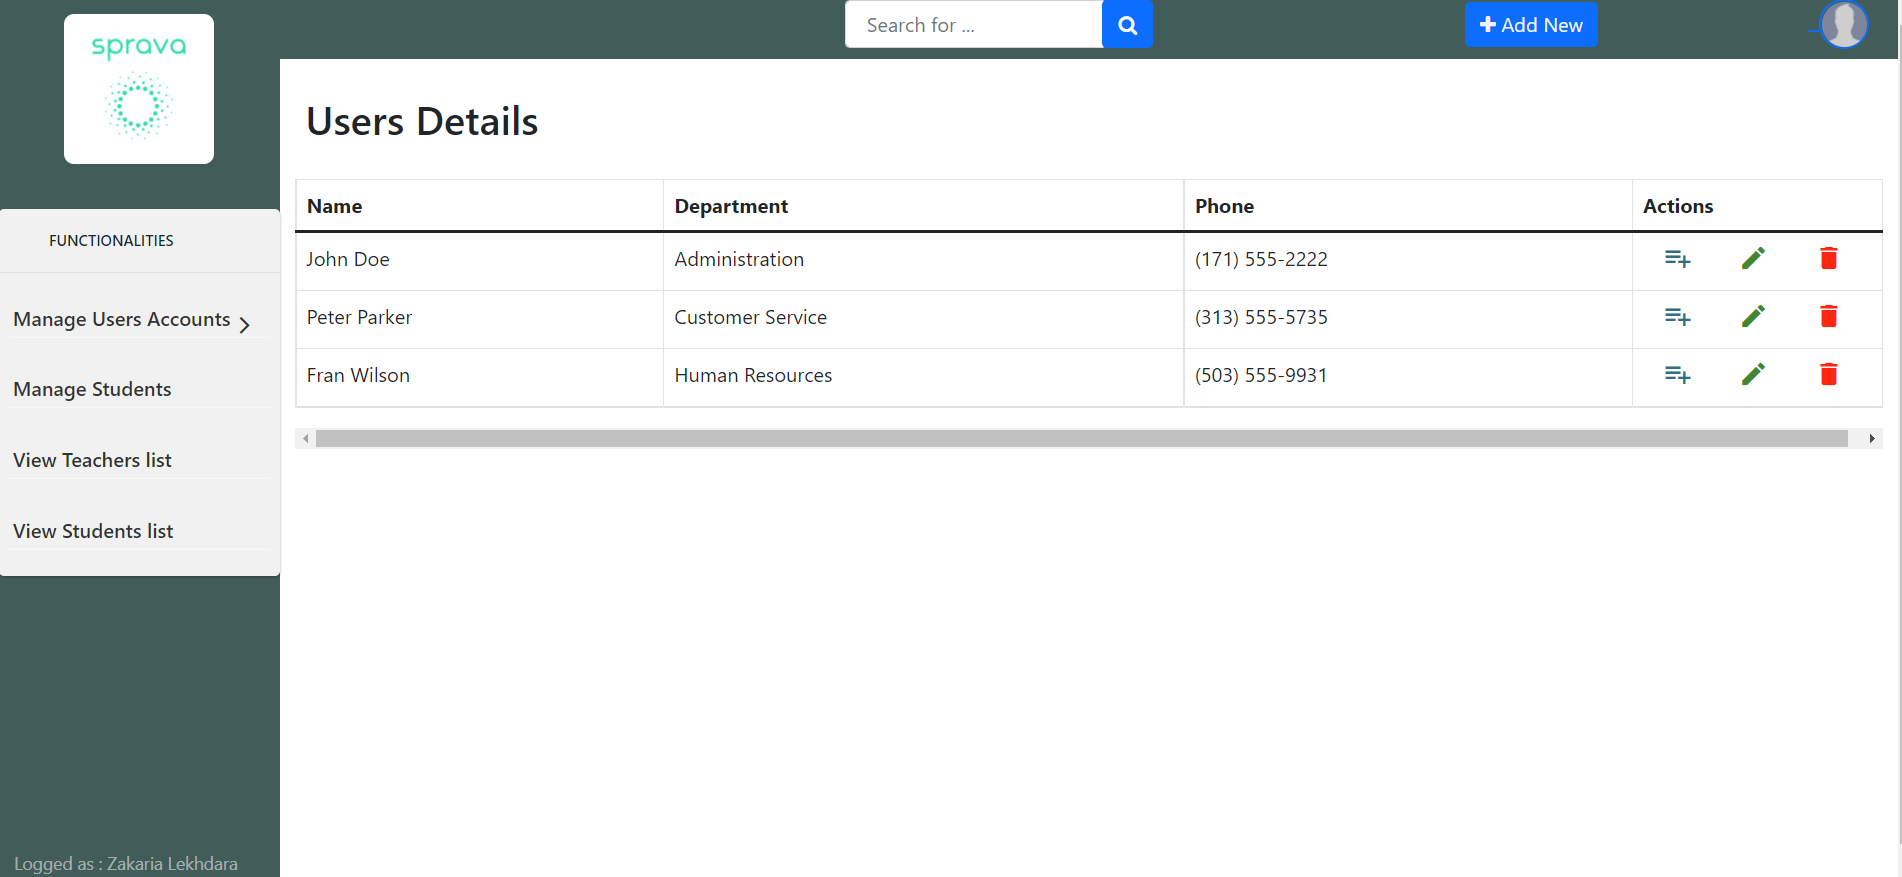 sprava
Search for ...
Add New
Users Details
FUNCTIONALITIES
Manage Users Accounts
Manage Students
View Teachers list
View Students list
Name Department Phone Actions
John Doe Administration (171) 555-2222
Peter Parker Customer Service (313) 555-5735
Fran Wilson Human Resources (503) 555-9931
Logged as : Zakaria Lekhdara